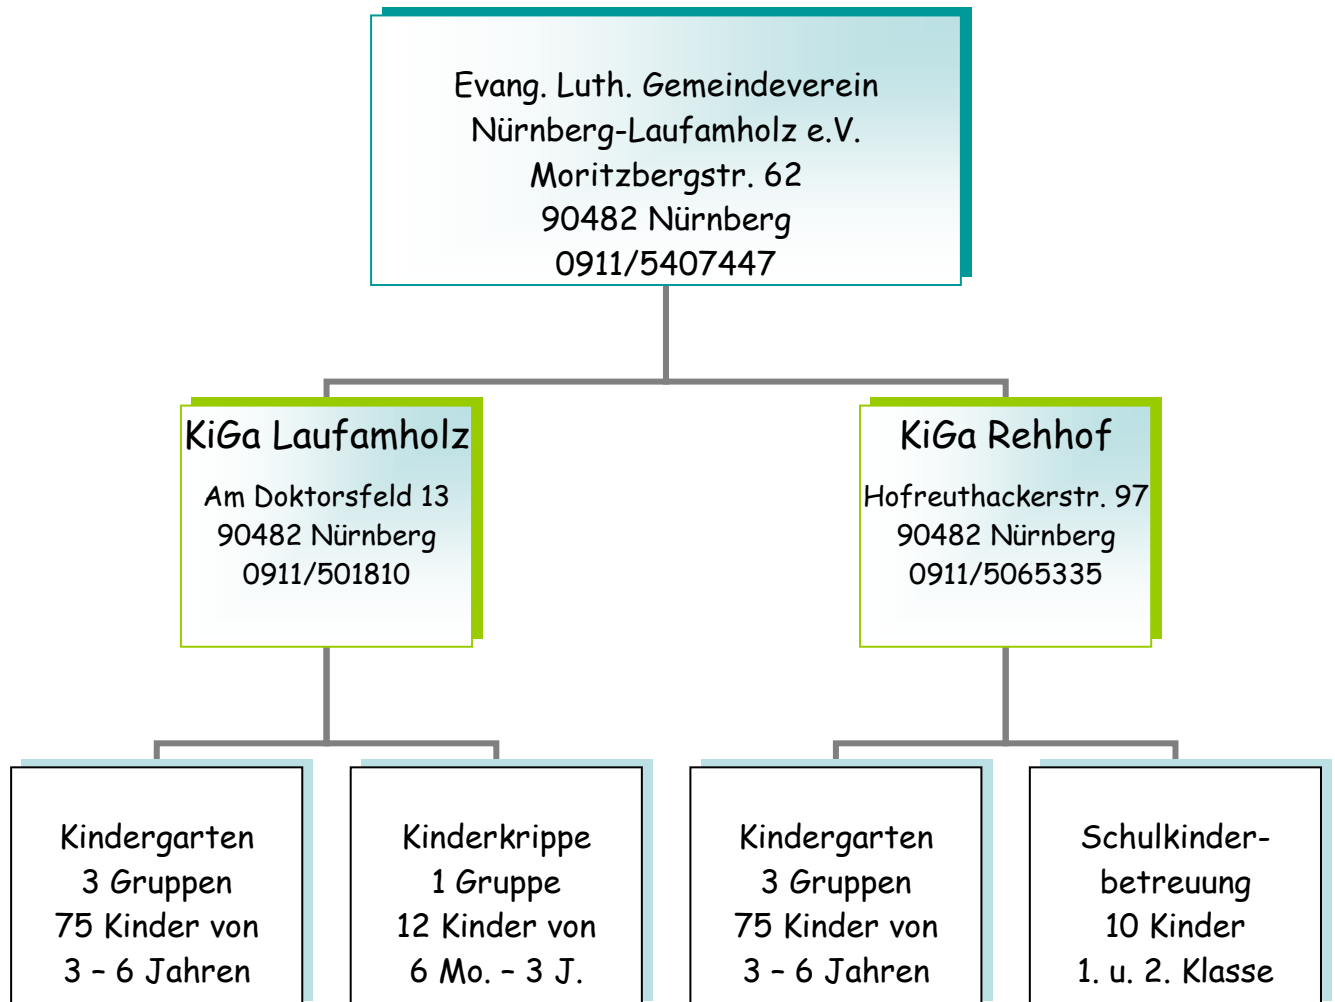 Evang. Luth. Gemeindeverein
Nürnberg-Laufamholz e.V.
Moritzbergstr. 62
90482 Nürnberg
0911/5407447
KiGa Laufamholz
Am Doktorsfeld 13
90482 Nürnberg
0911/501810
KiGa Rehhof
Hofreuthackerstr. 97
90482 Nürnberg
0911/5065335
Kindergarten
3 Gruppen
75 Kinder von
3 – 6 Jahren
Kinderkrippe
1 Gruppe
12 Kinder von
6 Mo. – 3 J.
Kindergarten
3 Gruppen
75 Kinder von
3 – 6 Jahren
Schulkinder-
betreuung
10 Kinder
1. u. 2. Klasse